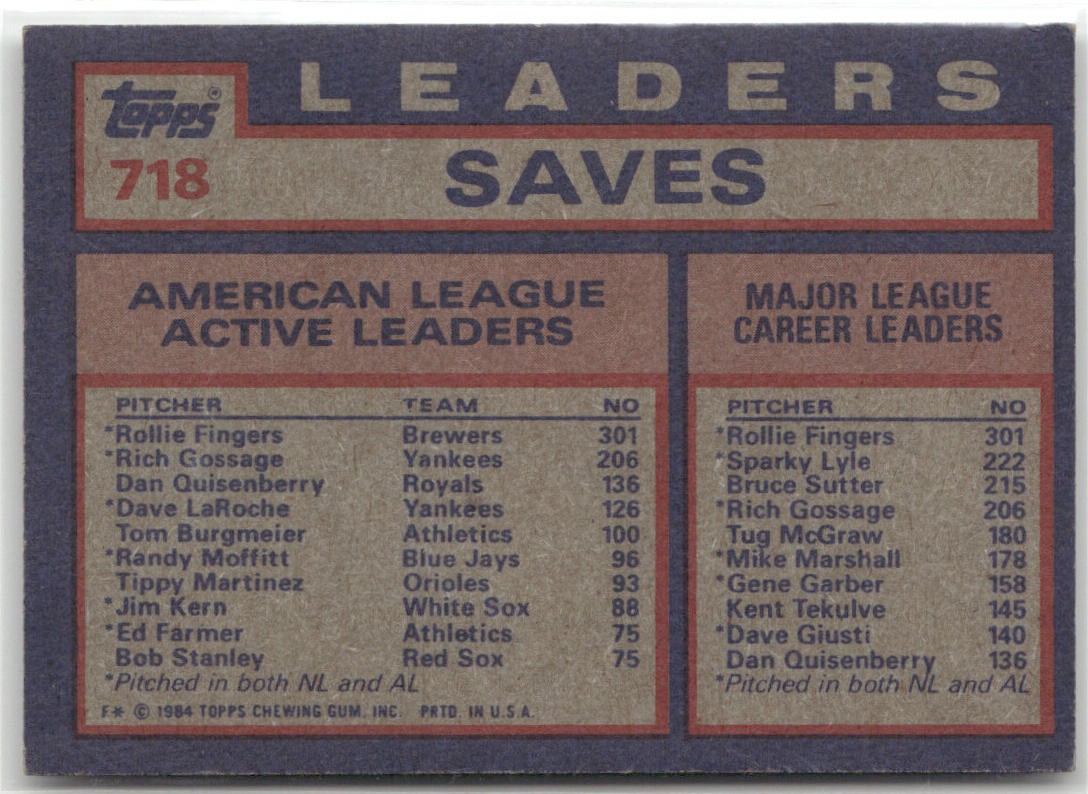 LEADERS
topps®
718
SAVES
AMERICAN LEAGUE
ACTIVE LEADERS
PITCHER TEAM NO
*Rollie Fingers Brewers 301
*Rich Gossage Yankees 206
Dan Quisenberry Royals 136
*Dave LaRoche Yankees 126
Tom Burgmeier Athletics 100
*Randy Moffitt Blue Jays 96
Tippy Martinez Orioles 93
*Jim Kern White Sox 88
*Ed Farmer Athletics 75
Bob Stanley Red Sox 75
*Pitched in both NL and AL
F* © 1984 TOPPS CHEWING GUM, INC. PRTD. IN U.S.A.
MAJOR LEAGUE
CAREER LEADERS
PITCHER NO
*Rollie Fingers 301
*Sparky Lyle 222
Bruce Sutter 215
*Rich Gossage 206
Tug McGraw 180
*Mike Marshall 178
*Gene Garber 158
Kent Tekulve 145
*Dave Giusti 140
Dan Quisenberry 136
*Pitched in both NL and AL